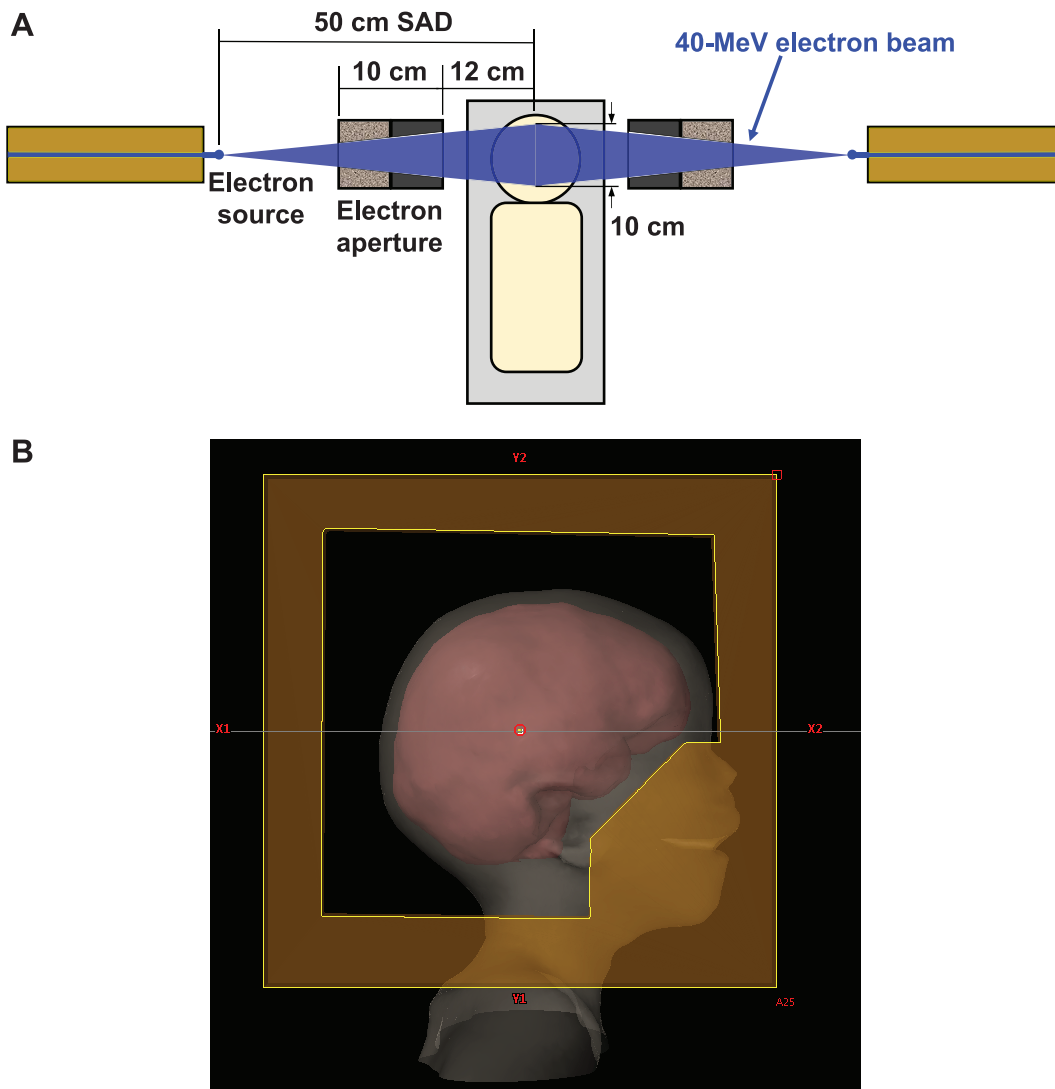 A
50 cm SAD
40-MeV electron beam
10 cm
12 cm
Electron
source
Electron
aperture
10 cm
B
Y2
X1
X2
Y1
A25